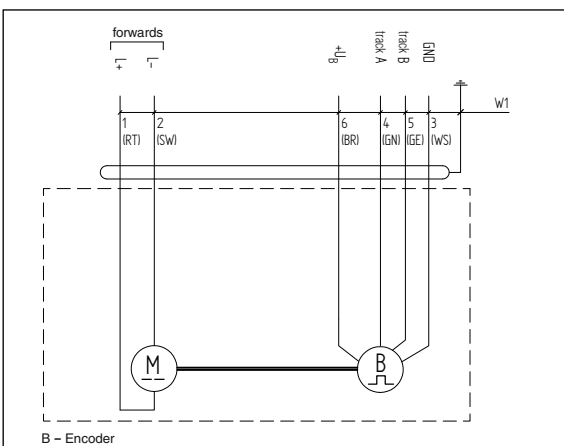 forwards
L+ L- +UB track A track B GND
W1
1 2 6 4 5 3
(RT) (SW) (BR) (GN) (GE) (WS)
M B
B – Encoder